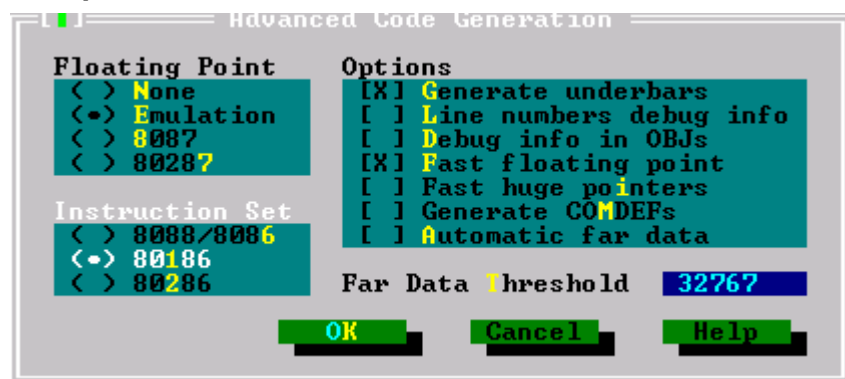 [▮] Advanced Code Generation
Floating Point
( ) None
(•) Emulation
( ) 8087
( ) 80287
Instruction Set
( ) 8088/8086
(•) 80186
( ) 80286
Options
[X] Generate underbars
[ ] Line numbers debug info
[ ] Debug info in OBJs
[X] Fast floating point
[ ] Fast huge pointers
[ ] Generate COMDEFs
[ ] Automatic far data
Far Data Threshold 32767
OK Cancel Help